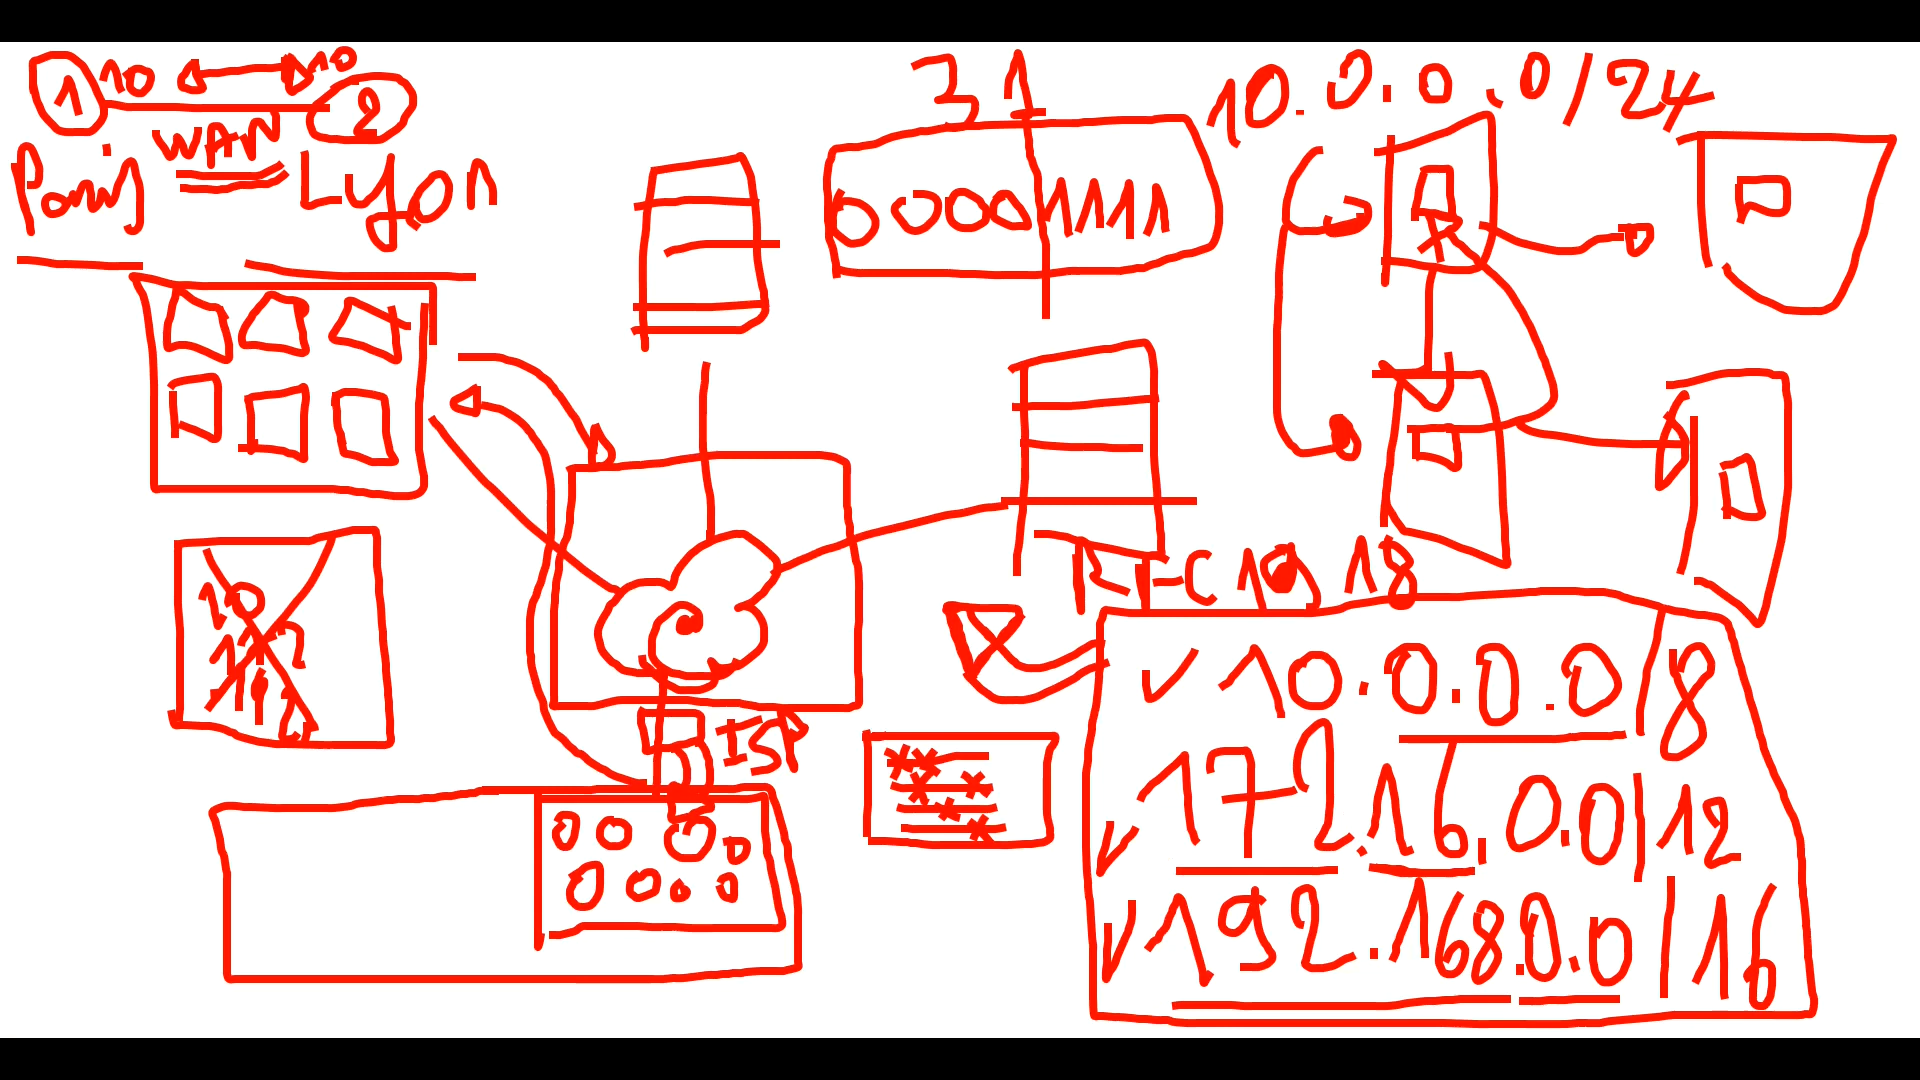 1 10 10 2
WAN
Paris Lyon
31
10.0.0.0/24
00001111
RFC 1918
10.0.0.0/8
172.16.0.0/12
192.168.0.0/16
ISP